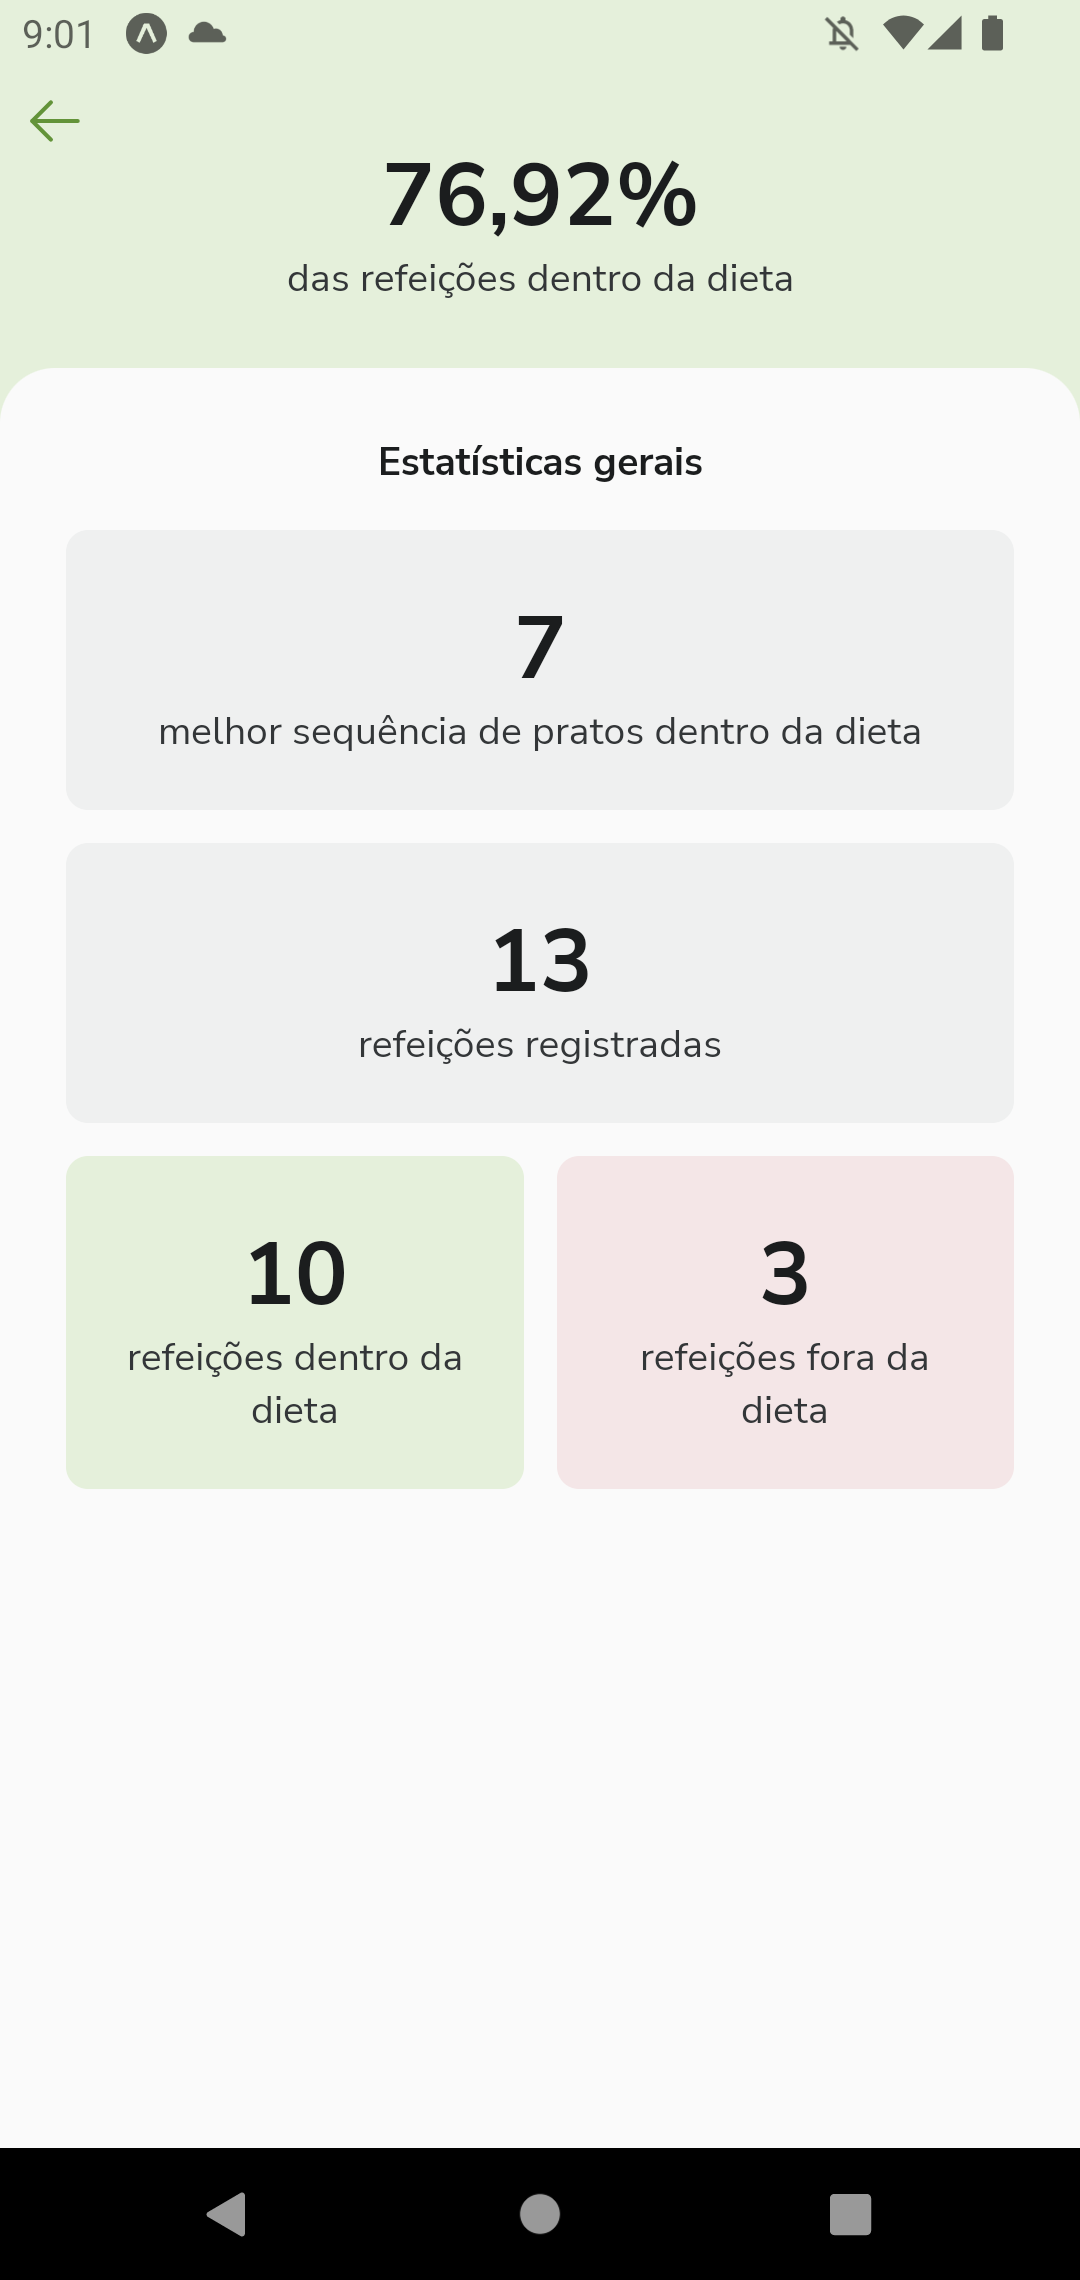 9:01
76,92%
das refeições dentro da dieta
Estatísticas gerais
7
melhor sequência de pratos dentro da dieta
13
refeições registradas
10
refeições dentro da
dieta
3
refeições fora da
dieta